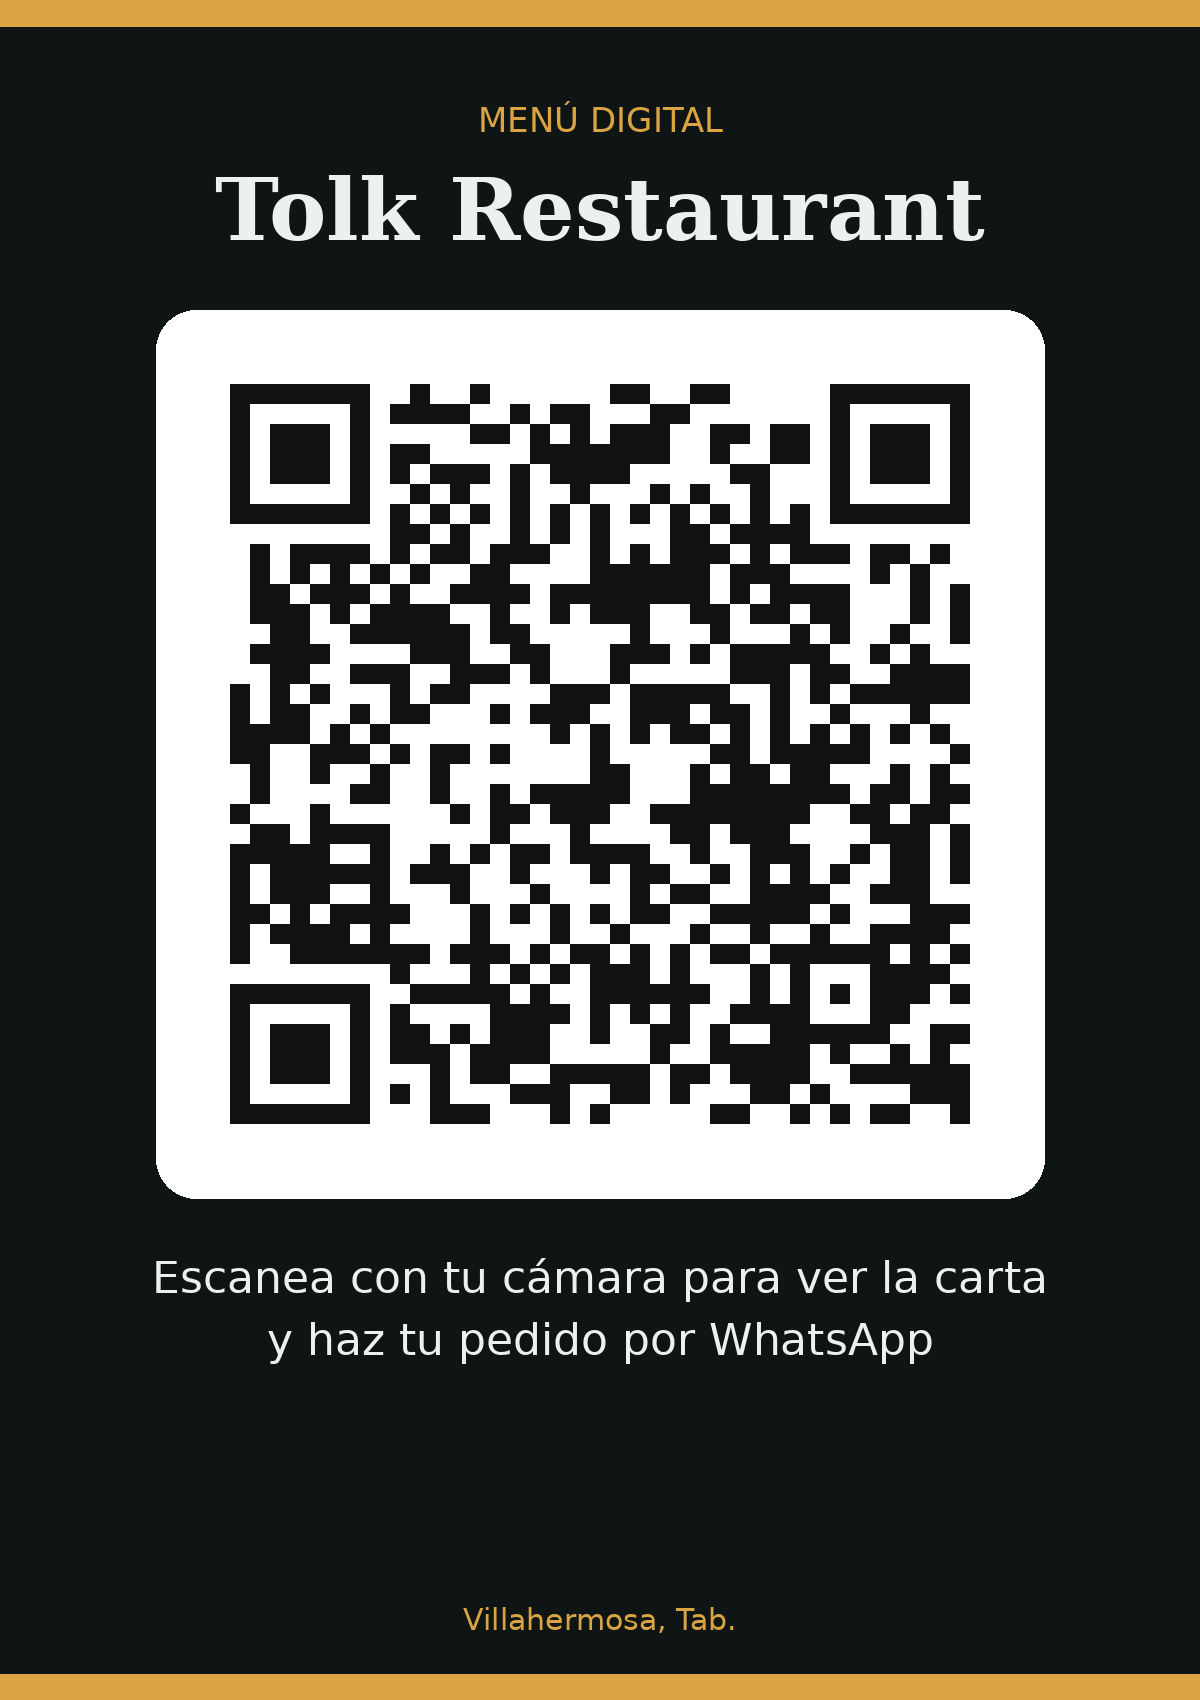 MENÚ DIGITAL
Tolk Restaurant
Escanea con tu cámara para ver la carta
y haz tu pedido por WhatsApp
Villahermosa, Tab.